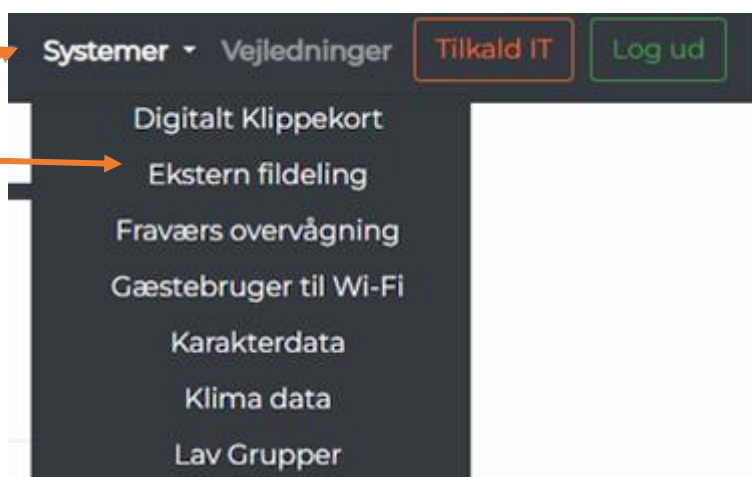 Systemer Vejledninger Tilkald IT Log ud
Digitalt Klippekort
Ekstern fildeling
Fraværs overvågning
Gæstebruger til Wi-Fi
Karakterdata
Klima data
Lav Grupper